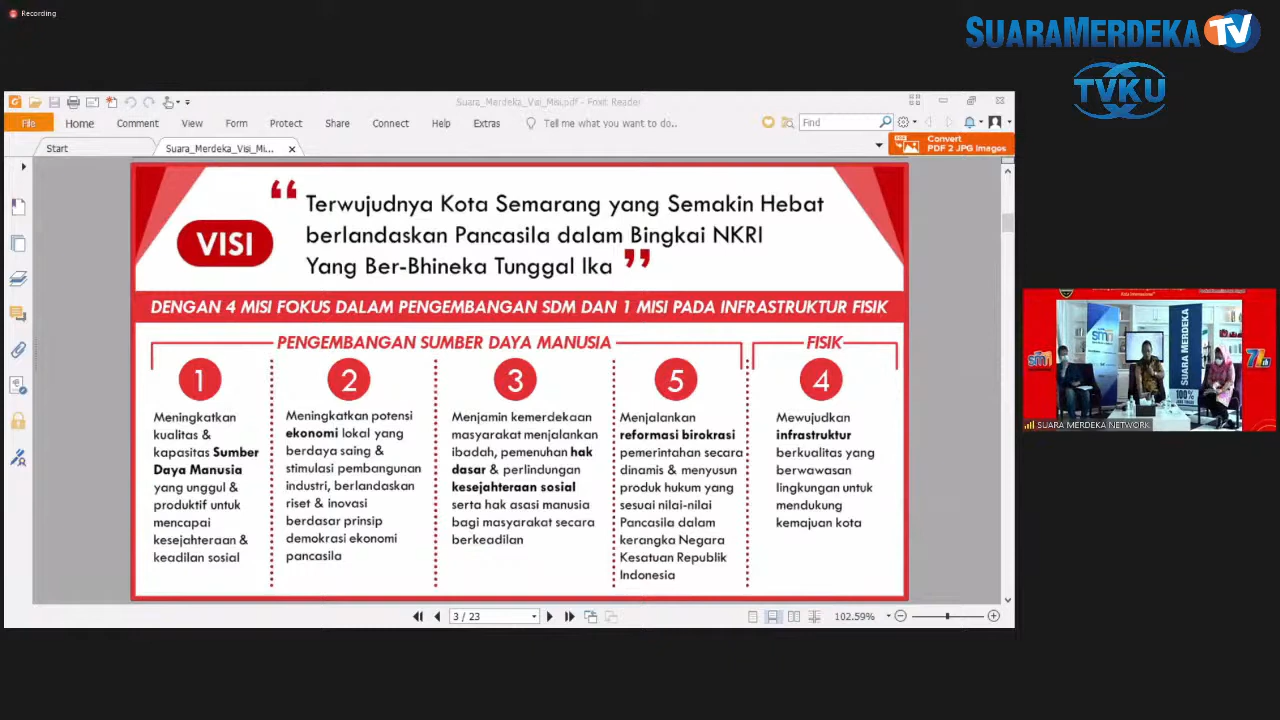 Recording
SUARAMERDEKA TV
TVKU
Suara_Merdeka_Visi_Misi.pdf - Foxit Reader
File Home Comment View Form Protect Share Connect Help Extras Tell me what you want to do.. Find
Start Suara_Merdeka_Visi_Mi...
Convert
PDF 2 JPG Images
“ Terwujudnya Kota Semarang yang Semakin Hebat
VISI
berlandaskan Pancasila dalam Bingkai NKRI
Yang Ber-Bhineka Tunggal Ika ”
DENGAN 4 MISI FOKUS DALAM PENGEMBANGAN SDM DAN 1 MISI PADA INFRASTRUKTUR FISIK
PENGEMBANGAN SUMBER DAYA MANUSIA
1
Meningkatkan
kualitas &
kapasitas Sumber
Daya Manusia
yang unggul &
produktif untuk
mencapai
kesejahteraan &
keadilan sosial
2
Meningkatkan potensi
ekonomi lokal yang
berdaya saing &
stimulasi pembangunan
industri, berlandaskan
riset & inovasi
berdasar prinsip
demokrasi ekonomi
pancasila
3
Menjamin kemerdekaan
masyarakat menjalankan
ibadah, pemenuhan hak
dasar & perlindungan
kesejahteraan sosial
serta hak asasi manusia
bagi masyarakat secara
berkeadilan
5
Menjalankan
reformasi birokrasi
pemerintahan secara
dinamis & menyusun
produk hukum yang
sesuai nilai-nilai
Pancasila dalam
kerangka Negara
Kesatuan Republik
Indonesia
FISIK
4
Mewujudkan
infrastruktur
berkualitas yang
berwawasan
lingkungan untuk
mendukung
kemajuan kota
3 / 23
102.59%
smn
smn
SUARA MERDEKA
100%
SUARA MERDEKA NETWORK